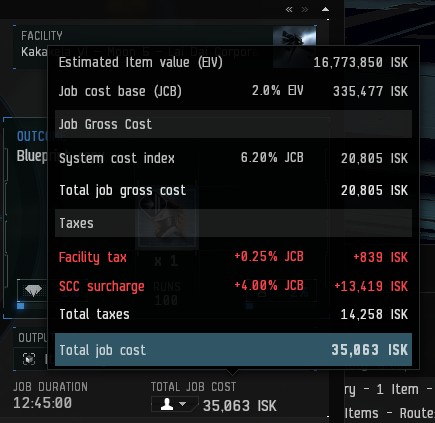 « »
FACILITY
Estimated Item value (EIV) 16,773,850 ISK
Job cost base (JCB) 2.0% EIV 335,477 ISK
Job Gross Cost
System cost index 6.20% JCB 20,805 ISK
Total job gross cost 20,805 ISK
Taxes
Facility tax +0.25% JCB +839 ISK
SCC surcharge +4.00% JCB +13,419 ISK
x 1
RUNS
100
Total taxes 14,258 ISK
Total job cost 35,063 ISK
JOB DURATION TOTAL JOB COST
12:45:00 35,063 ISK
ry - 1 Item -
Items - Route